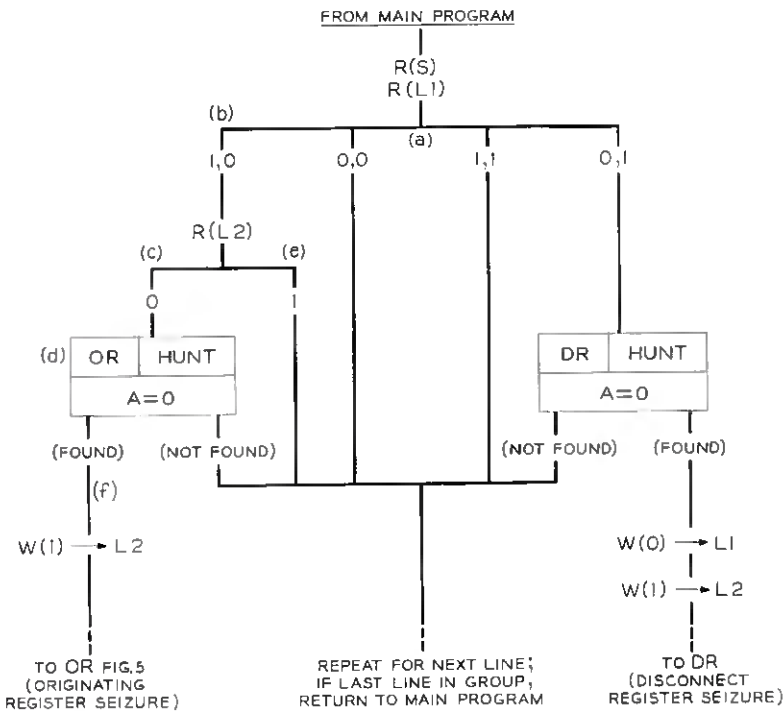 FROM MAIN PROGRAM
R(S)
R(L1)
(b)
(a)
1,0
0,0
1,1
0,1
R(L2)
(c)
(e)
0
1
(d)
OR
HUNT
A=0
DR
HUNT
A=0
(FOUND)
(NOT FOUND)
(NOT FOUND)
(FOUND)
(f)
W(1) → L2
W(0) → L1
W(1) → L2
TO OR FIG.5
(ORIGINATING
REGISTER SEIZURE)
REPEAT FOR NEXT LINE;
IF LAST LINE IN GROUP,
RETURN TO MAIN PROGRAM
TO DR
(DISCONNECT
REGISTER SEIZURE)